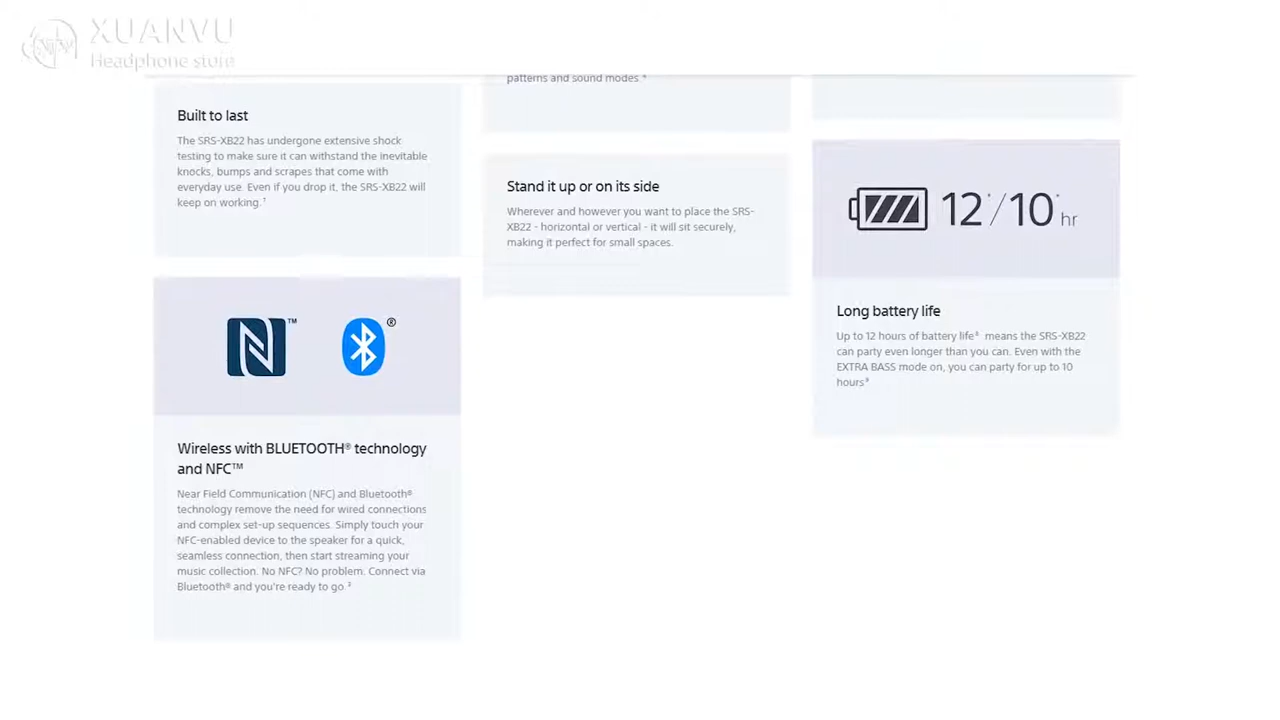 XUANVU
Headphone store
Built to last
The SRS-XB22 has undergone extensive shock
testing to make sure it can withstand the inevitable
knocks, bumps and scrapes that come with
everyday use. Even if you drop it, the SRS-XB22 will
keep on working.⁷
Wireless with BLUETOOTH® technology
and NFC™
Near Field Communication (NFC) and Bluetooth®
technology remove the need for wired connections
and complex set-up sequences. Simply touch your
NFC-enabled device to the speaker for a quick,
seamless connection, then start streaming your
music collection. No NFC? No problem. Connect via
Bluetooth® and you're ready to go.³
patterns and sound modes.⁴
Stand it up or on its side
Wherever and however you want to place the SRS-
XB22 - horizontal or vertical - it will sit securely,
making it perfect for small spaces.
12*/10*hr
Long battery life
Up to 12 hours of battery life⁸ means the SRS-XB22
can party even longer than you can. Even with the
EXTRA BASS mode on, you can party for up to 10
hours⁹